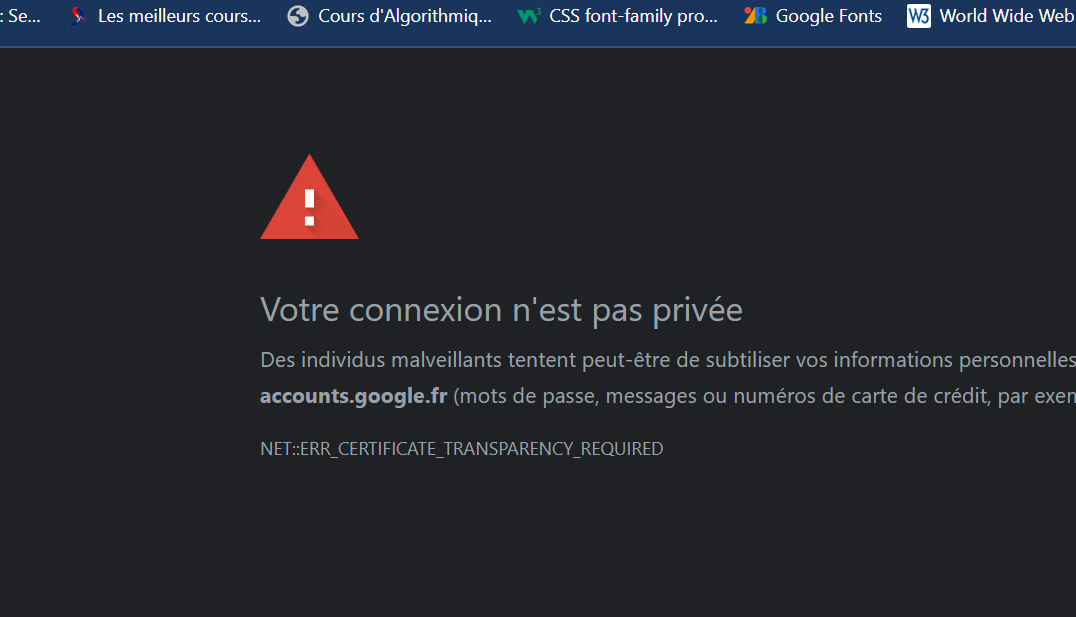 : Se... Les meilleurs cours... Cours d'Algorithmiq... CSS font-family pro... Google Fonts W3 World Wide Web
Votre connexion n'est pas privée
Des individus malveillants tentent peut-être de subtiliser vos informations personnelles
accounts.google.fr (mots de passe, messages ou numéros de carte de crédit, par exem
NET::ERR_CERTIFICATE_TRANSPARENCY_REQUIRED